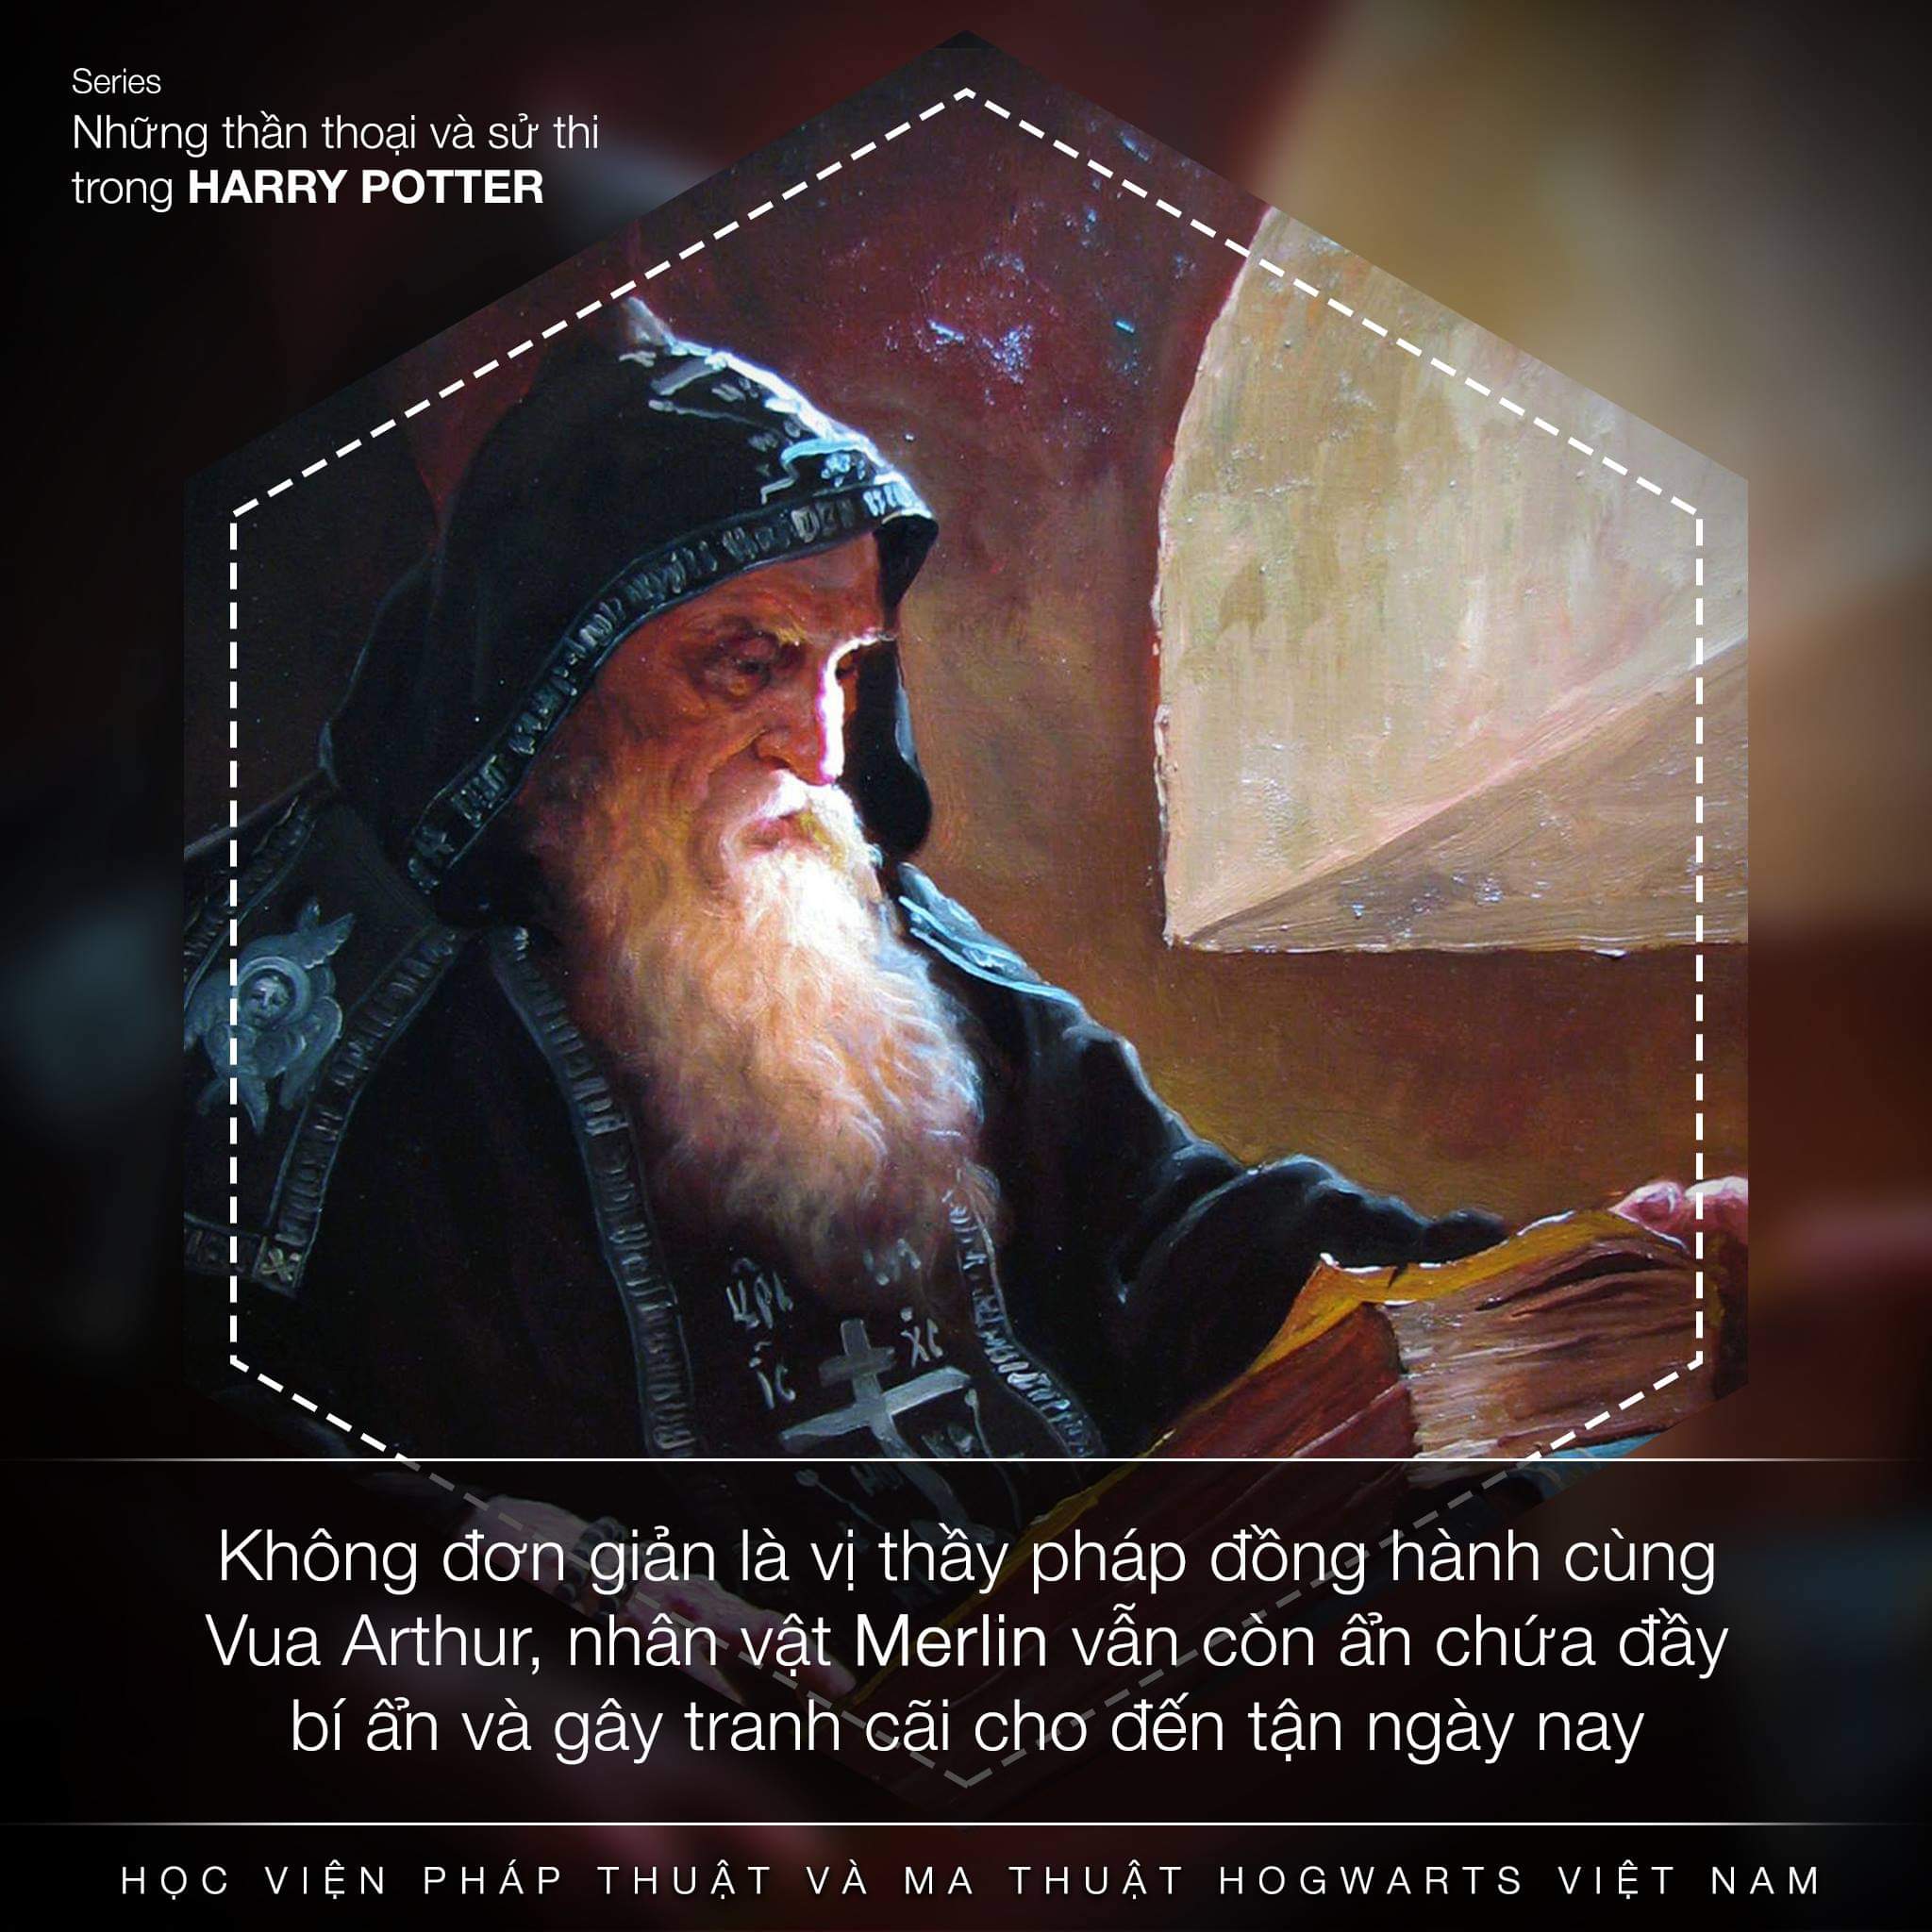 Series
Những thần thoại và sử thi
trong HARRY POTTER
Không đơn giản là vị thầy pháp đồng hành cùng
Vua Arthur, nhân vật Merlin vẫn còn ẩn chứa đầy
bí ẩn và gây tranh cãi cho đến tận ngày nay
HỌC VIỆN PHÁP THUẬT VÀ MA THUẬT HOGWARTS VIỆT NAM